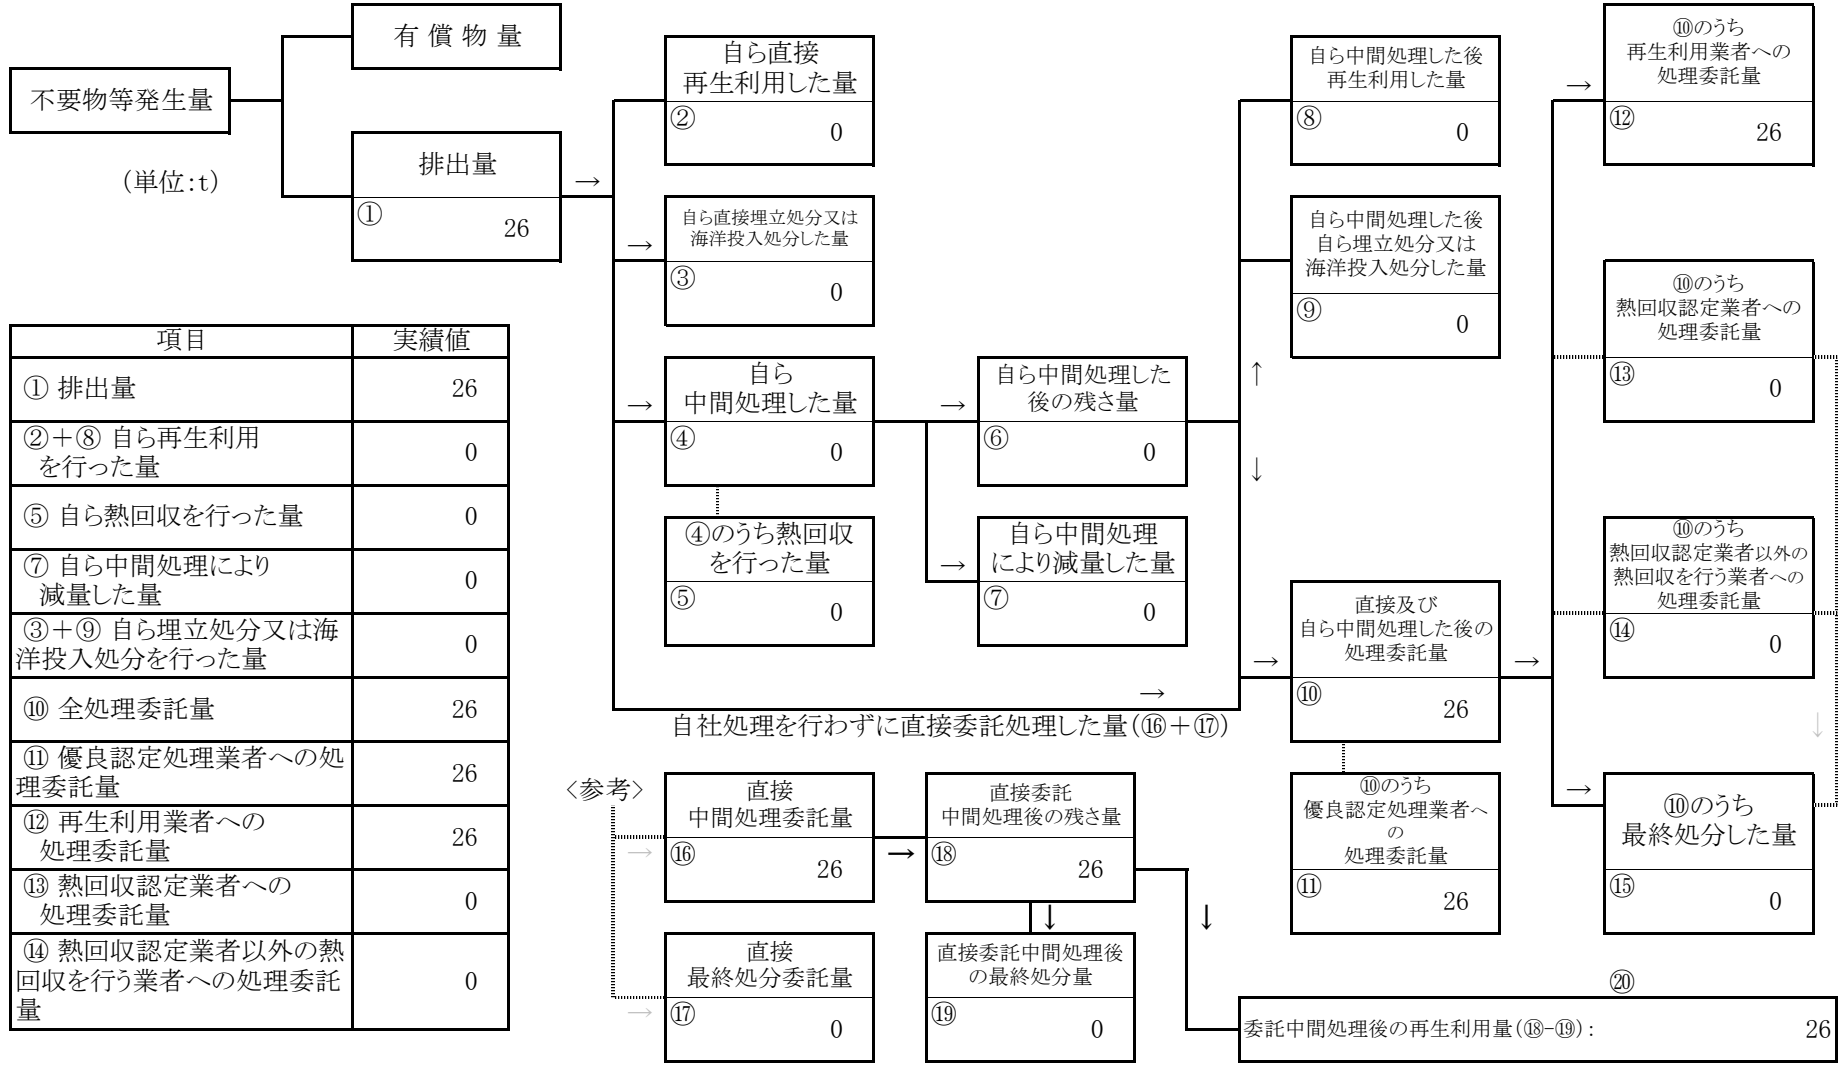 不要物等発生量
有 償 物 量
（単位：t）
排出量
①
26
→
自ら直接
再生利用した量
②
0
→
自ら直接埋立処分又は
海洋投入処分した量
③
0
→
自ら
中間処理した量
④
0
④のうち熱回収
を行った量
⑤
0
→
自ら中間処理した
後の残さ量
⑥
0
→
自ら中間処理
により減量した量
⑦
0
自ら中間処理した後
再生利用した量
⑧
0
自ら中間処理した後
自ら埋立処分又は
海洋投入処分した量
⑨
0
↑
↓
→
自社処理を行わずに直接委託処理した量（⑯＋⑰）
→
直接及び
自ら中間処理した後の
処理委託量
⑩
26
⑩のうち
優良認定処理業者へ
の
処理委託量
⑪
26
→
→
⑩のうち
再生利用業者への
処理委託量
⑫
26
⑩のうち
熱回収認定業者への
処理委託量
⑬
0
⑩のうち
熱回収認定業者以外の
熱回収を行う業者への
処理委託量
⑭
0
↓
→
⑩のうち
最終処分した量
⑮
0
項目 実績値
① 排出量 26
②＋⑧ 自ら再生利用
を行った量 0
⑤ 自ら熱回収を行った量 0
⑦ 自ら中間処理により
減量した量 0
③＋⑨ 自ら埋立処分又は海
洋投入処分を行った量 0
⑩ 全処理委託量 26
⑪ 優良認定処理業者への処
理委託量 26
⑫ 再生利用業者への
処理委託量 26
⑬ 熱回収認定業者への
処理委託量 0
⑭ 熱回収認定業者以外の熱
回収を行う業者への処理委託
量 0
〈参考〉
→
直接
中間処理委託量
⑯
26
→
直接委託
中間処理後の残さ量
⑱
26
↓
↓
→
直接
最終処分委託量
⑰
0
直接委託中間処理後
の最終処分量
⑲
0
⑳
委託中間処理後の再生利用量（⑱-⑲）： 26